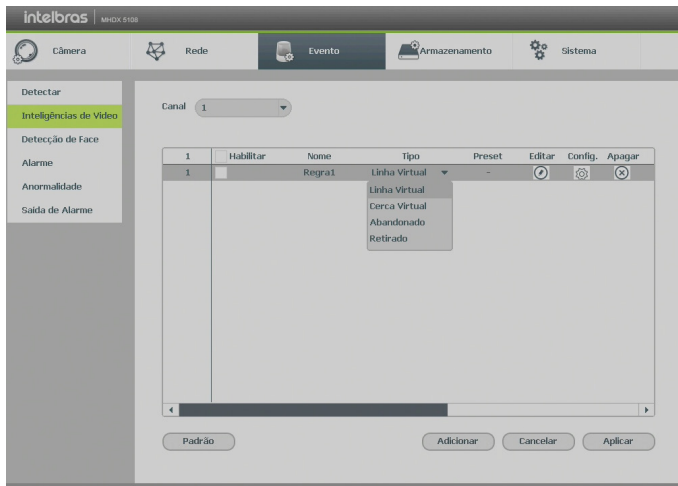 intelbras MHDX 5108
Câmera Rede Evento Armazenamento Sistema
Detectar
Inteligências de Video
Detecção de Face
Alarme
Anormalidade
Saída de Alarme
Canal 1
1 Habilitar Nome Tipo Preset Editar Config. Apagar
1 Regra1 Linha Virtual -
Linha Virtual
Cerca Virtual
Abandonado
Retirado
Padrão Adicionar Cancelar Aplicar